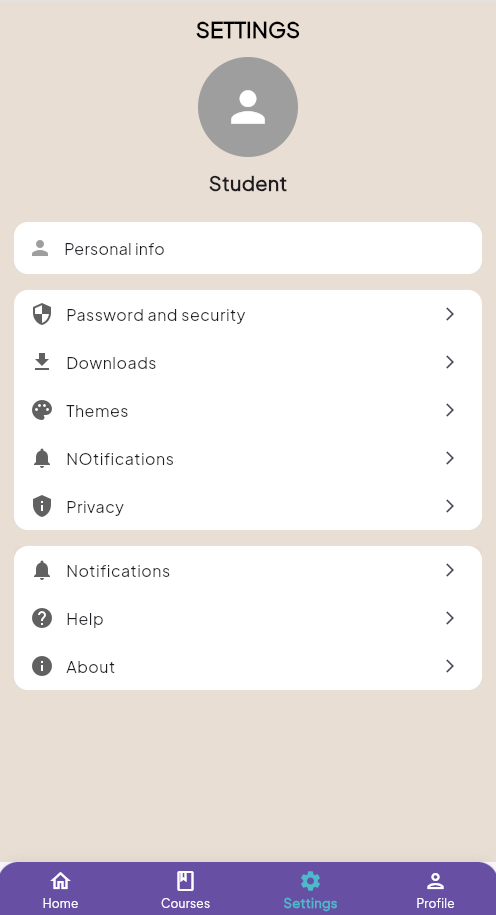 SETTINGS
Student
Personal info
Password and security
Downloads
Themes
NOtifications
Privacy
Notifications
Help
About
Home Courses Settings Profile